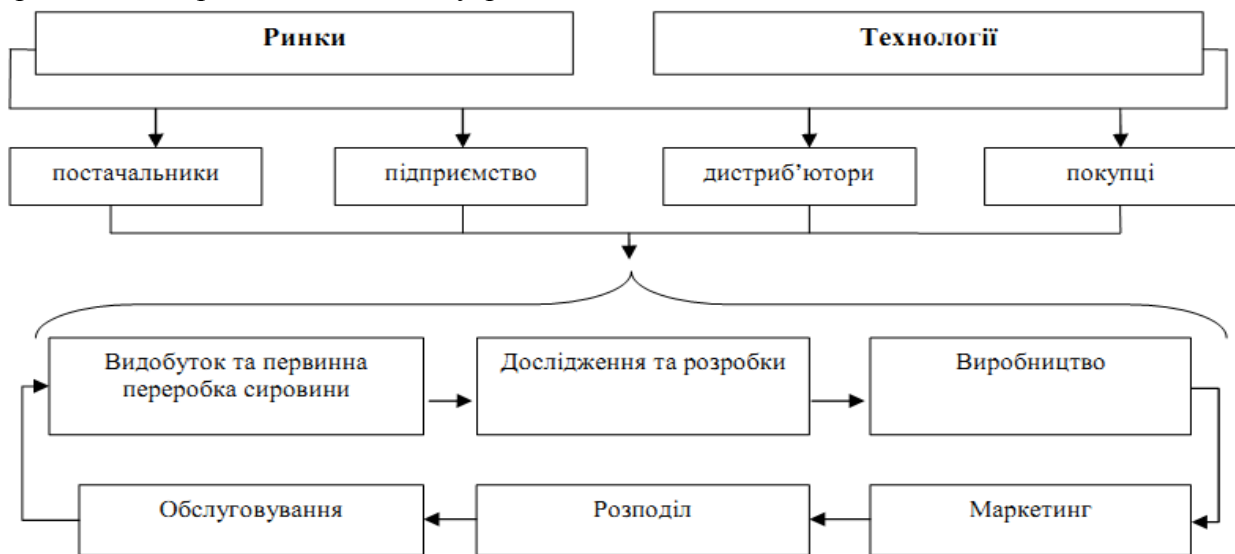 Ринки
Технології
постачальники
підприємство
дистриб’ютори
покупці
Видобуток та первинна
переробка сировини
Дослідження та розробки
Виробництво
Обслуговування
Розподіл
Маркетинг